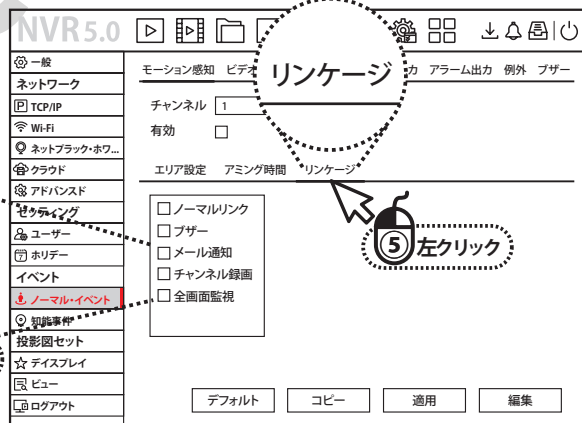 NVR 5.0
一般
ネットワーク
TCP/IP
Wi-Fi
ネットブラック・ホワ...
クラウド
アドバンスド
セッティング
ユーザー
ホリデー
イベント
ノーマル・イベント
知能事件
投影図セット
ディスプレイ
ビュー
ログアウト
モーション感知 ビデオ
リンケージ
カ アラーム出力 例外 ブザー
チャンネル 1
有効
エリア設定 アミング時間 リンケージ
ノーマルリンク
ブザー
メール通知
チャンネル録画
全画面監視
5 左クリック
デフォルト コピー 適用 編集